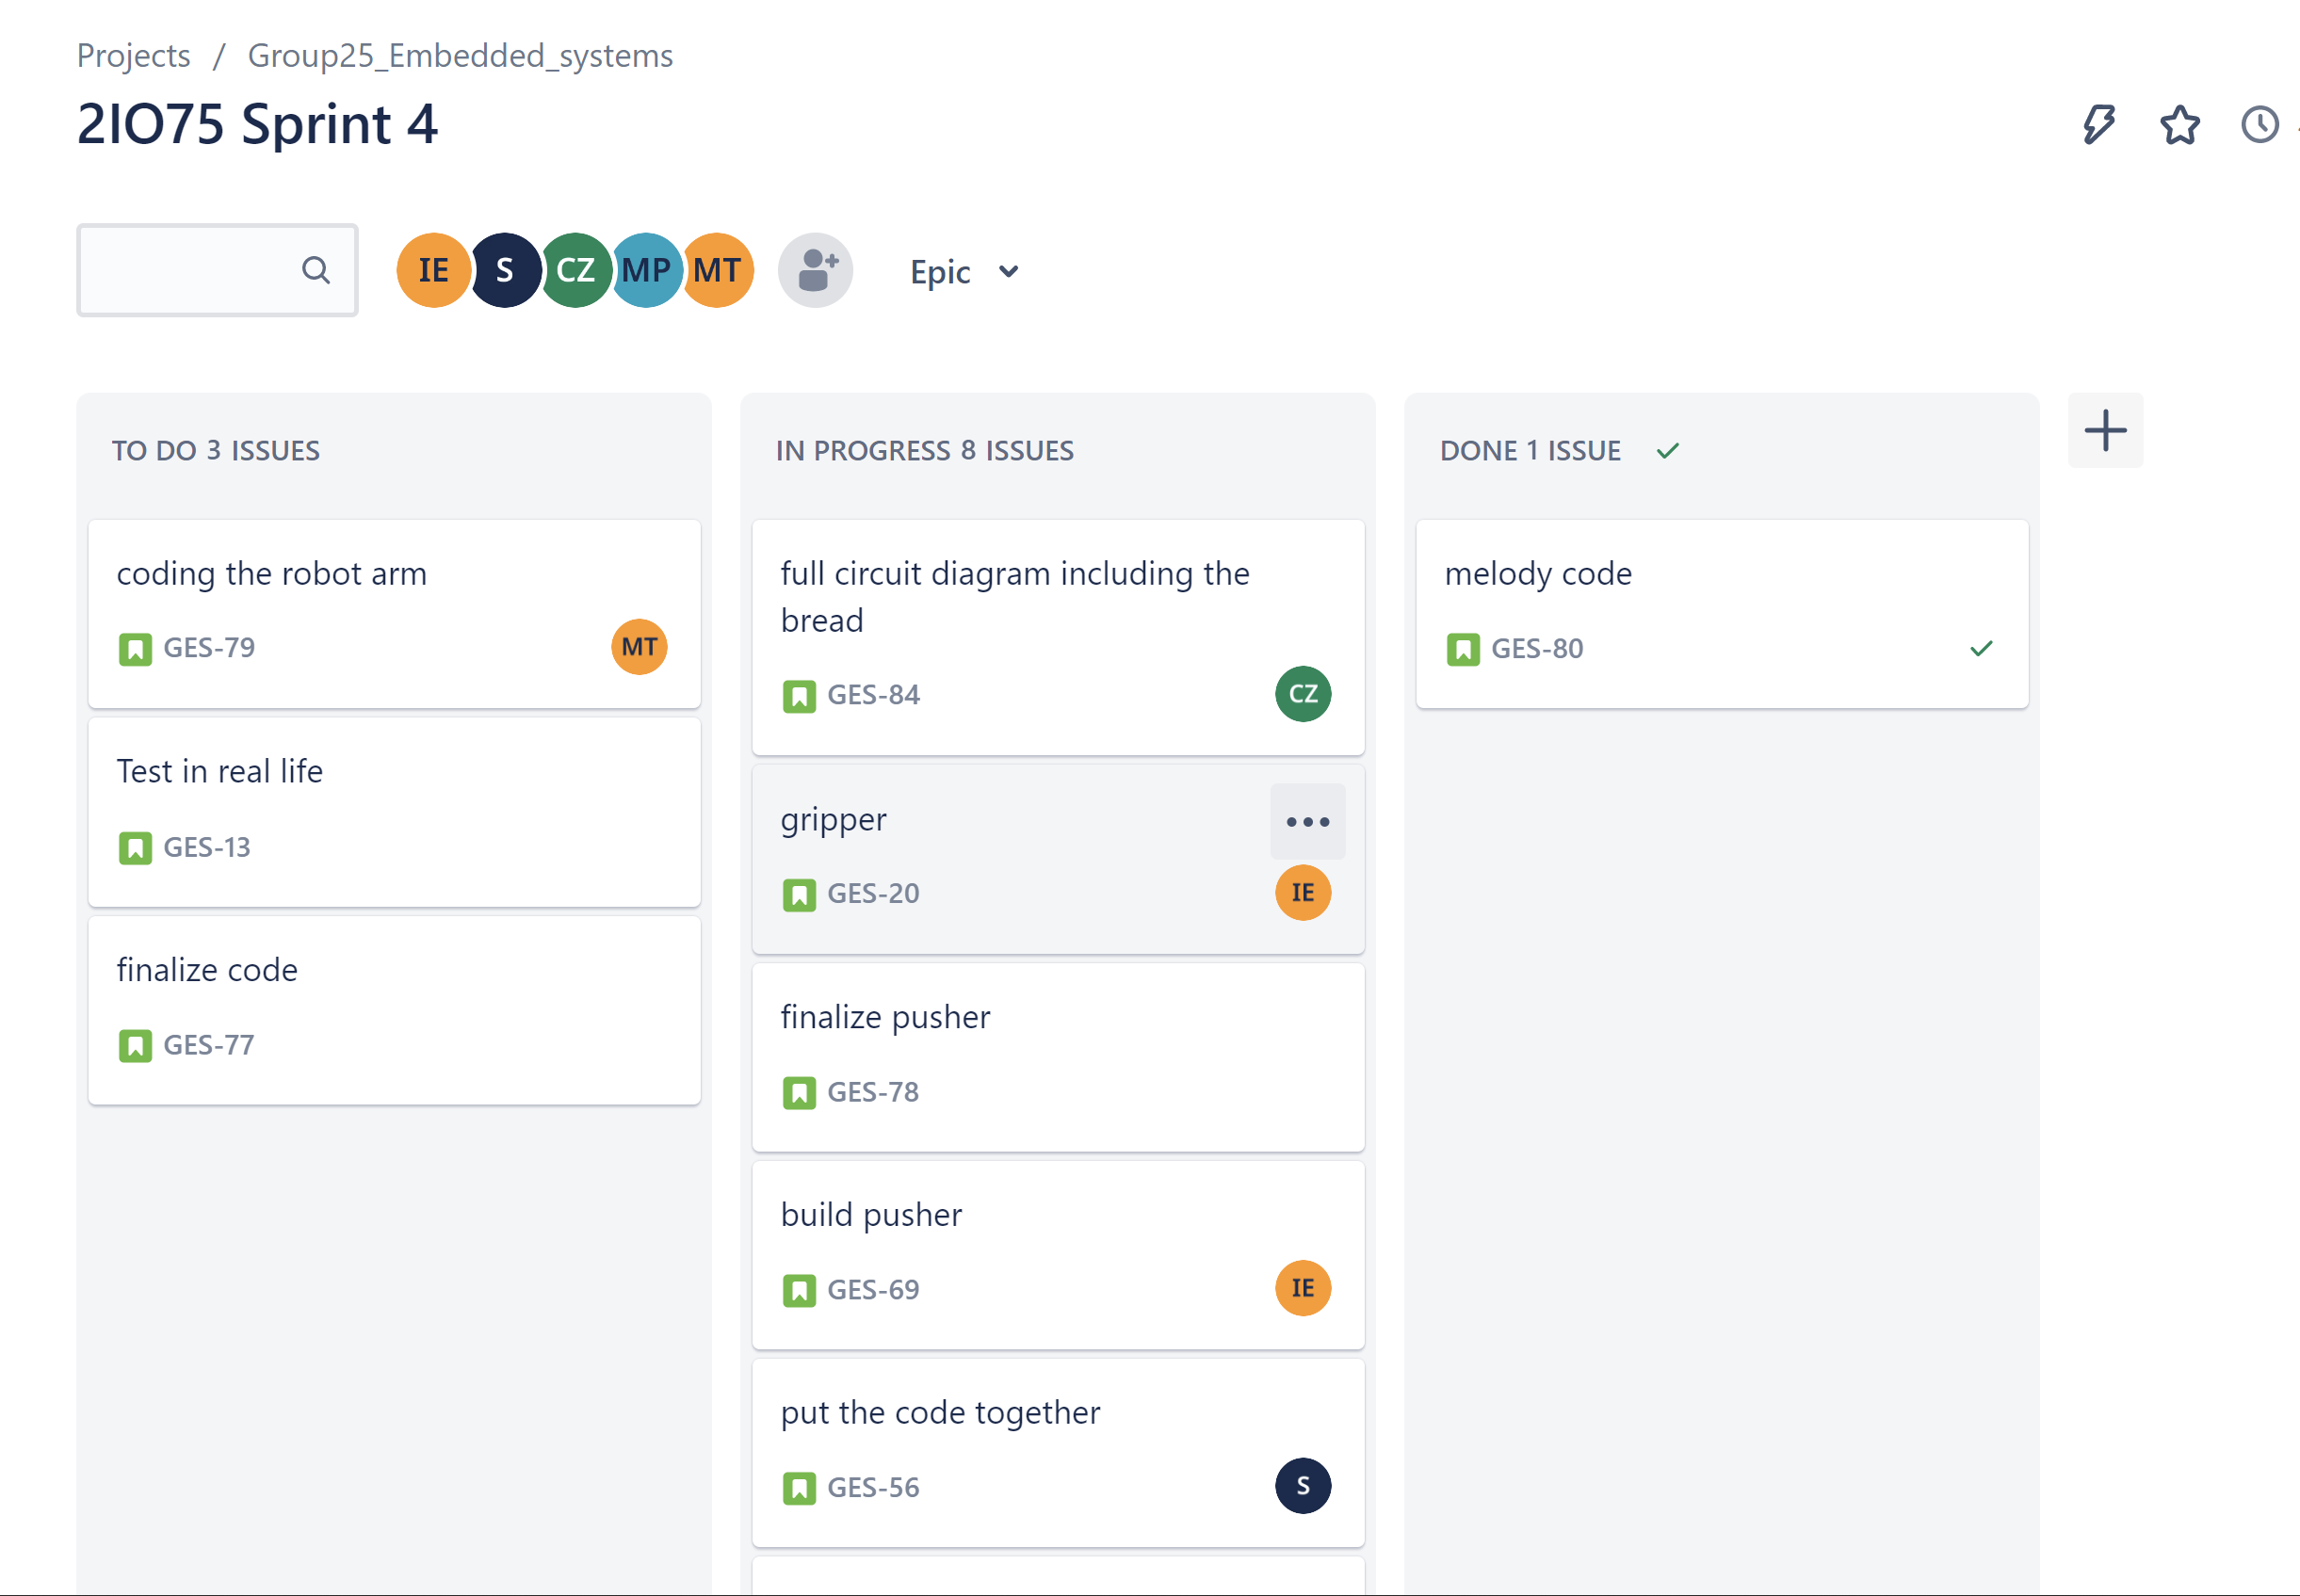 Projects / Group25_Embedded_systems
2IO75 Sprint 4
IE S CZ MP MT Epic
TO DO 3 ISSUES
coding the robot arm
GES-79 MT
Test in real life
GES-13
finalize code
GES-77
IN PROGRESS 8 ISSUES
full circuit diagram including the
bread
GES-84 CZ
gripper
GES-20 IE
finalize pusher
GES-78
build pusher
GES-69 IE
put the code together
GES-56 S
DONE 1 ISSUE
melody code
GES-80